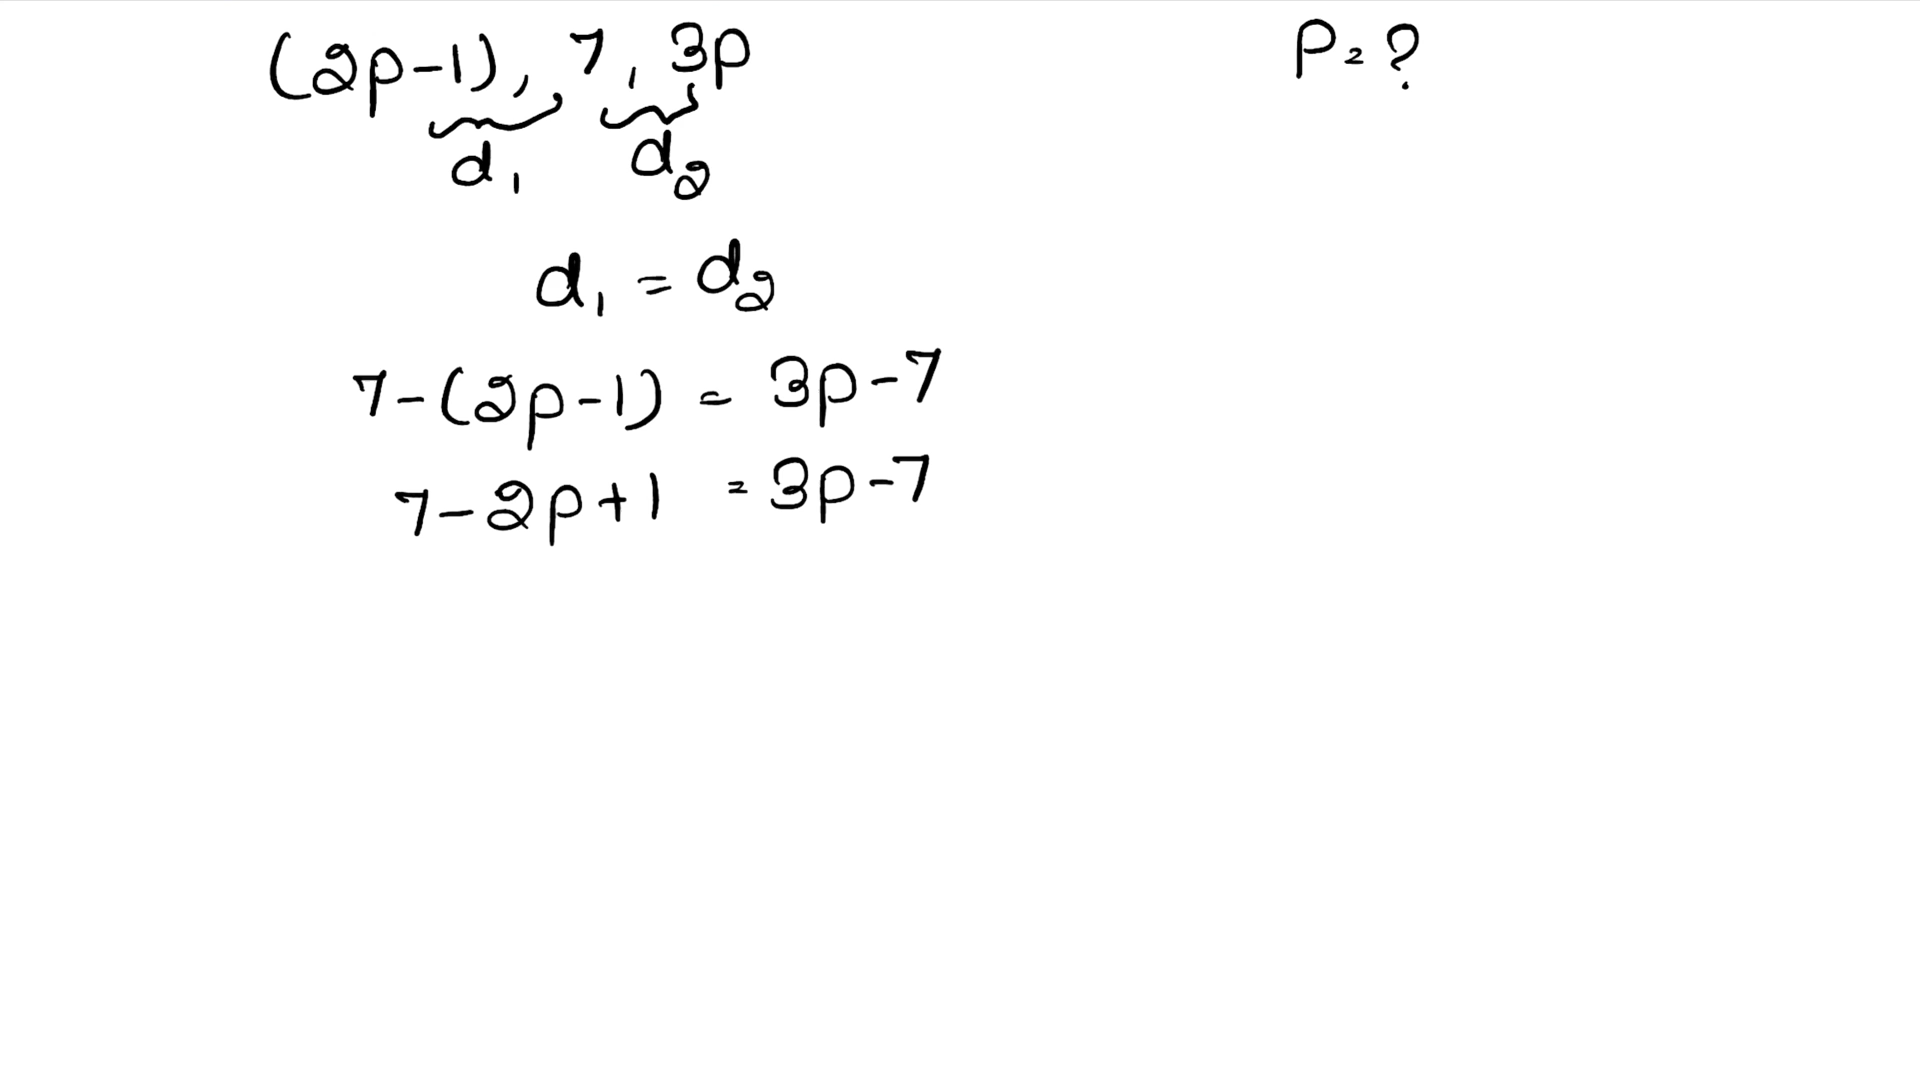 (2p-1), 7, 3p
P=?
d₁ d₂
d₁ = d₂
7-(2p-1) = 3p-7
7-2p+1 = 3p-7